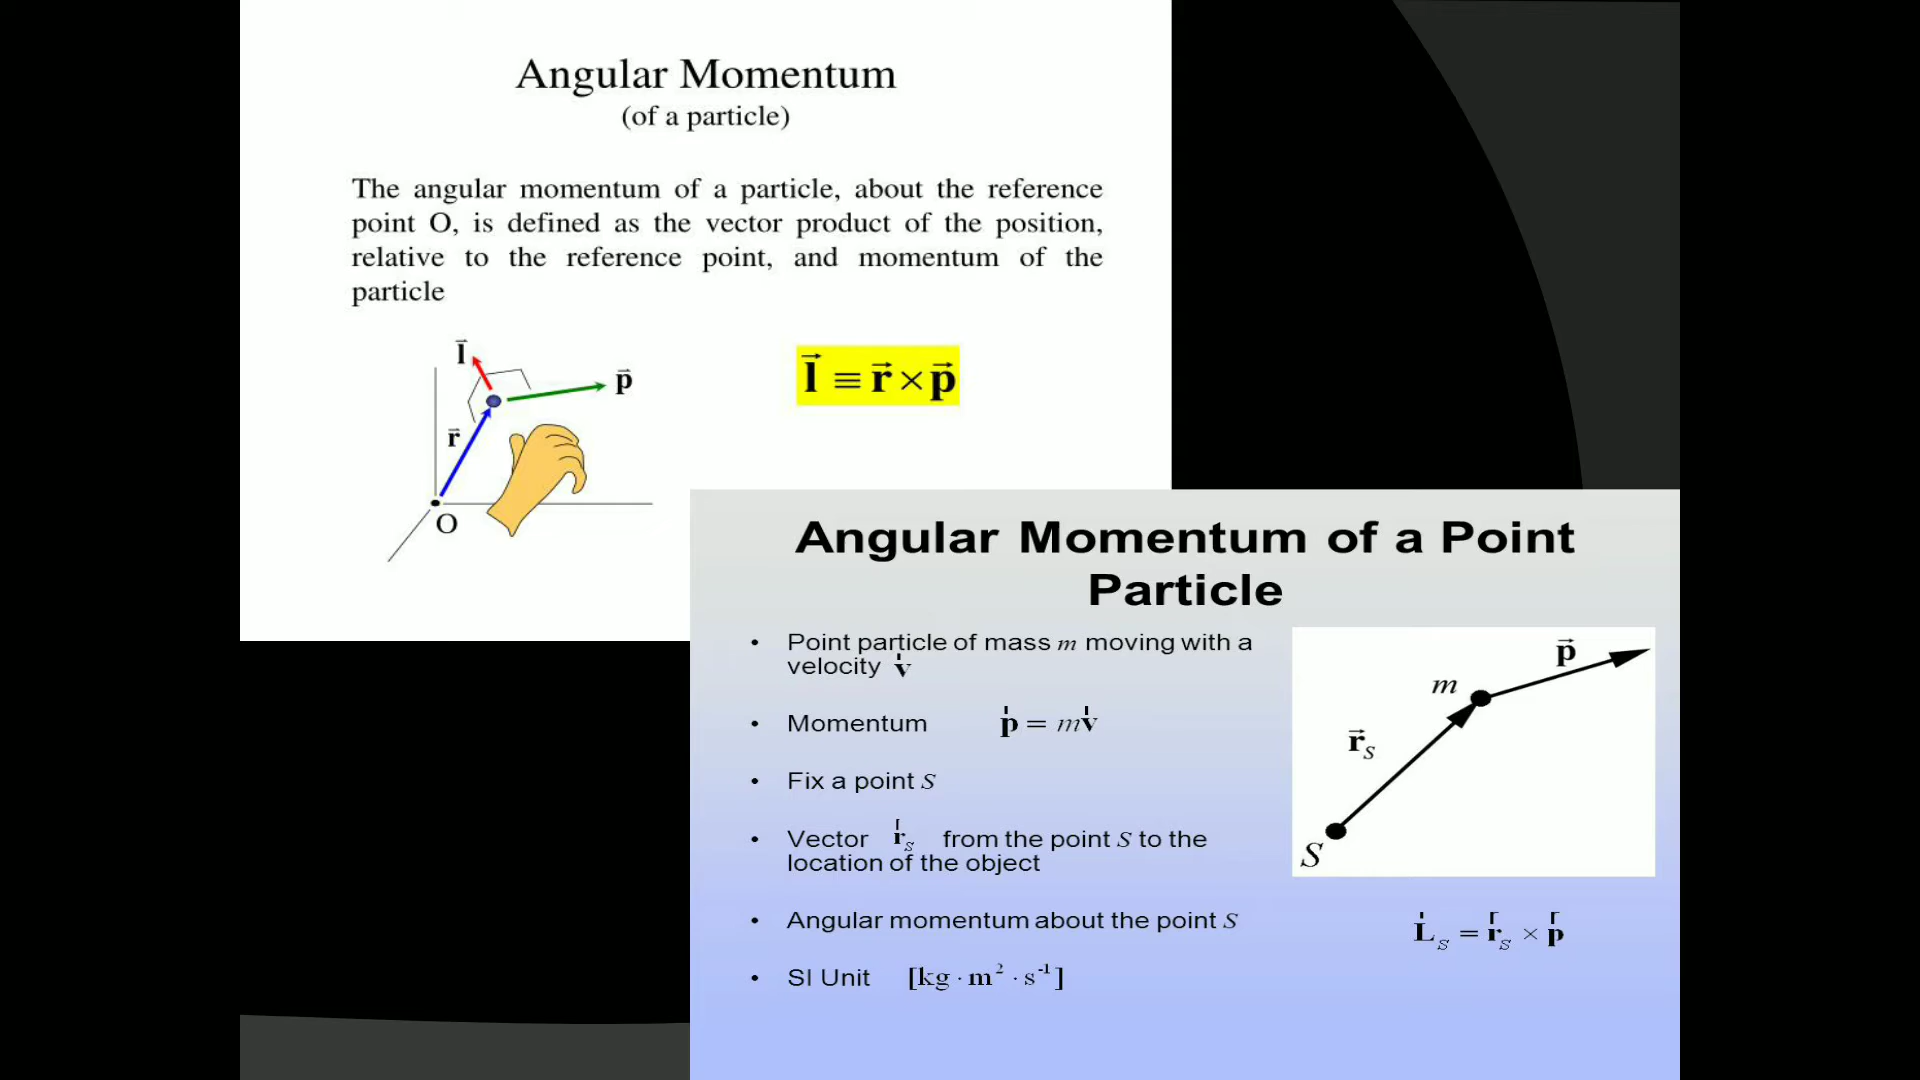 Angular Momentum
(of a particle)
The angular momentum of a particle, about the reference
point O, is defined as the vector product of the position,
relative to the reference point, and momentum of the
particle
l⃗
p⃗
r⃗
O
l⃗ ≡ r⃗ × p⃗
Angular Momentum of a Point
Particle
• Point particle of mass m moving with a
velocity v
• Momentum p = mv
• Fix a point S
• Vector r_S from the point S to the
location of the object
• Angular momentum about the point S
• SI Unit [kg · m² · s⁻¹]
p⃗
m
r⃗_S
S
L_S = r_S × p